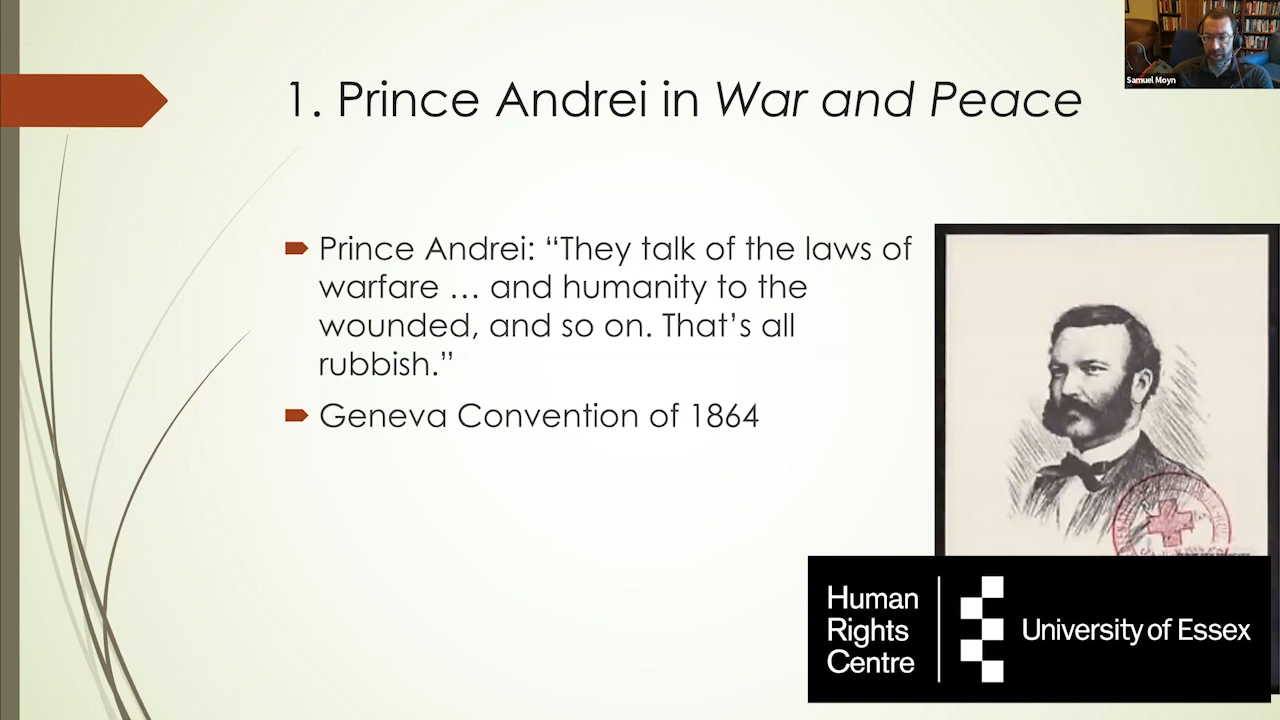 Samuel Moyn
1. Prince Andrei in War and Peace
Prince Andrei: “They talk of the laws of
warfare … and humanity to the
wounded, and so on. That’s all
rubbish.”
Geneva Convention of 1864
Human
Rights
Centre
University of Essex